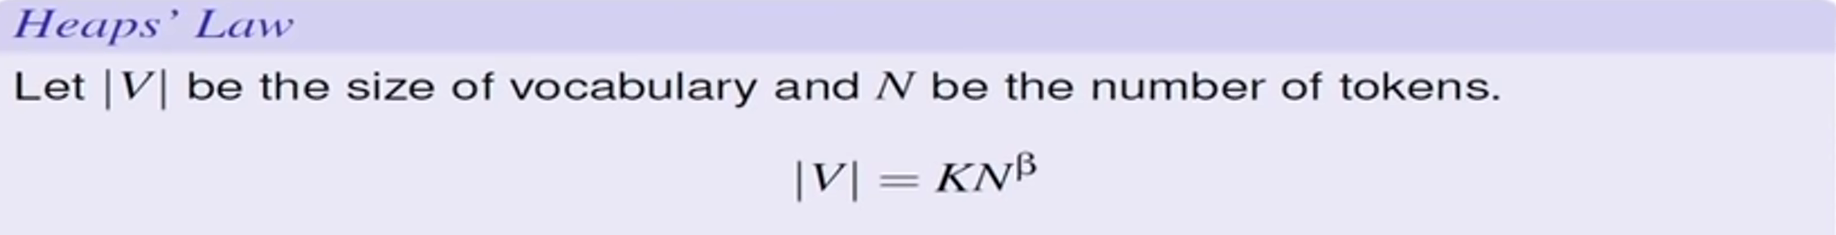 Heaps' Law
Let |V| be the size of vocabulary and N be the number of tokens.
|V| = KN^β